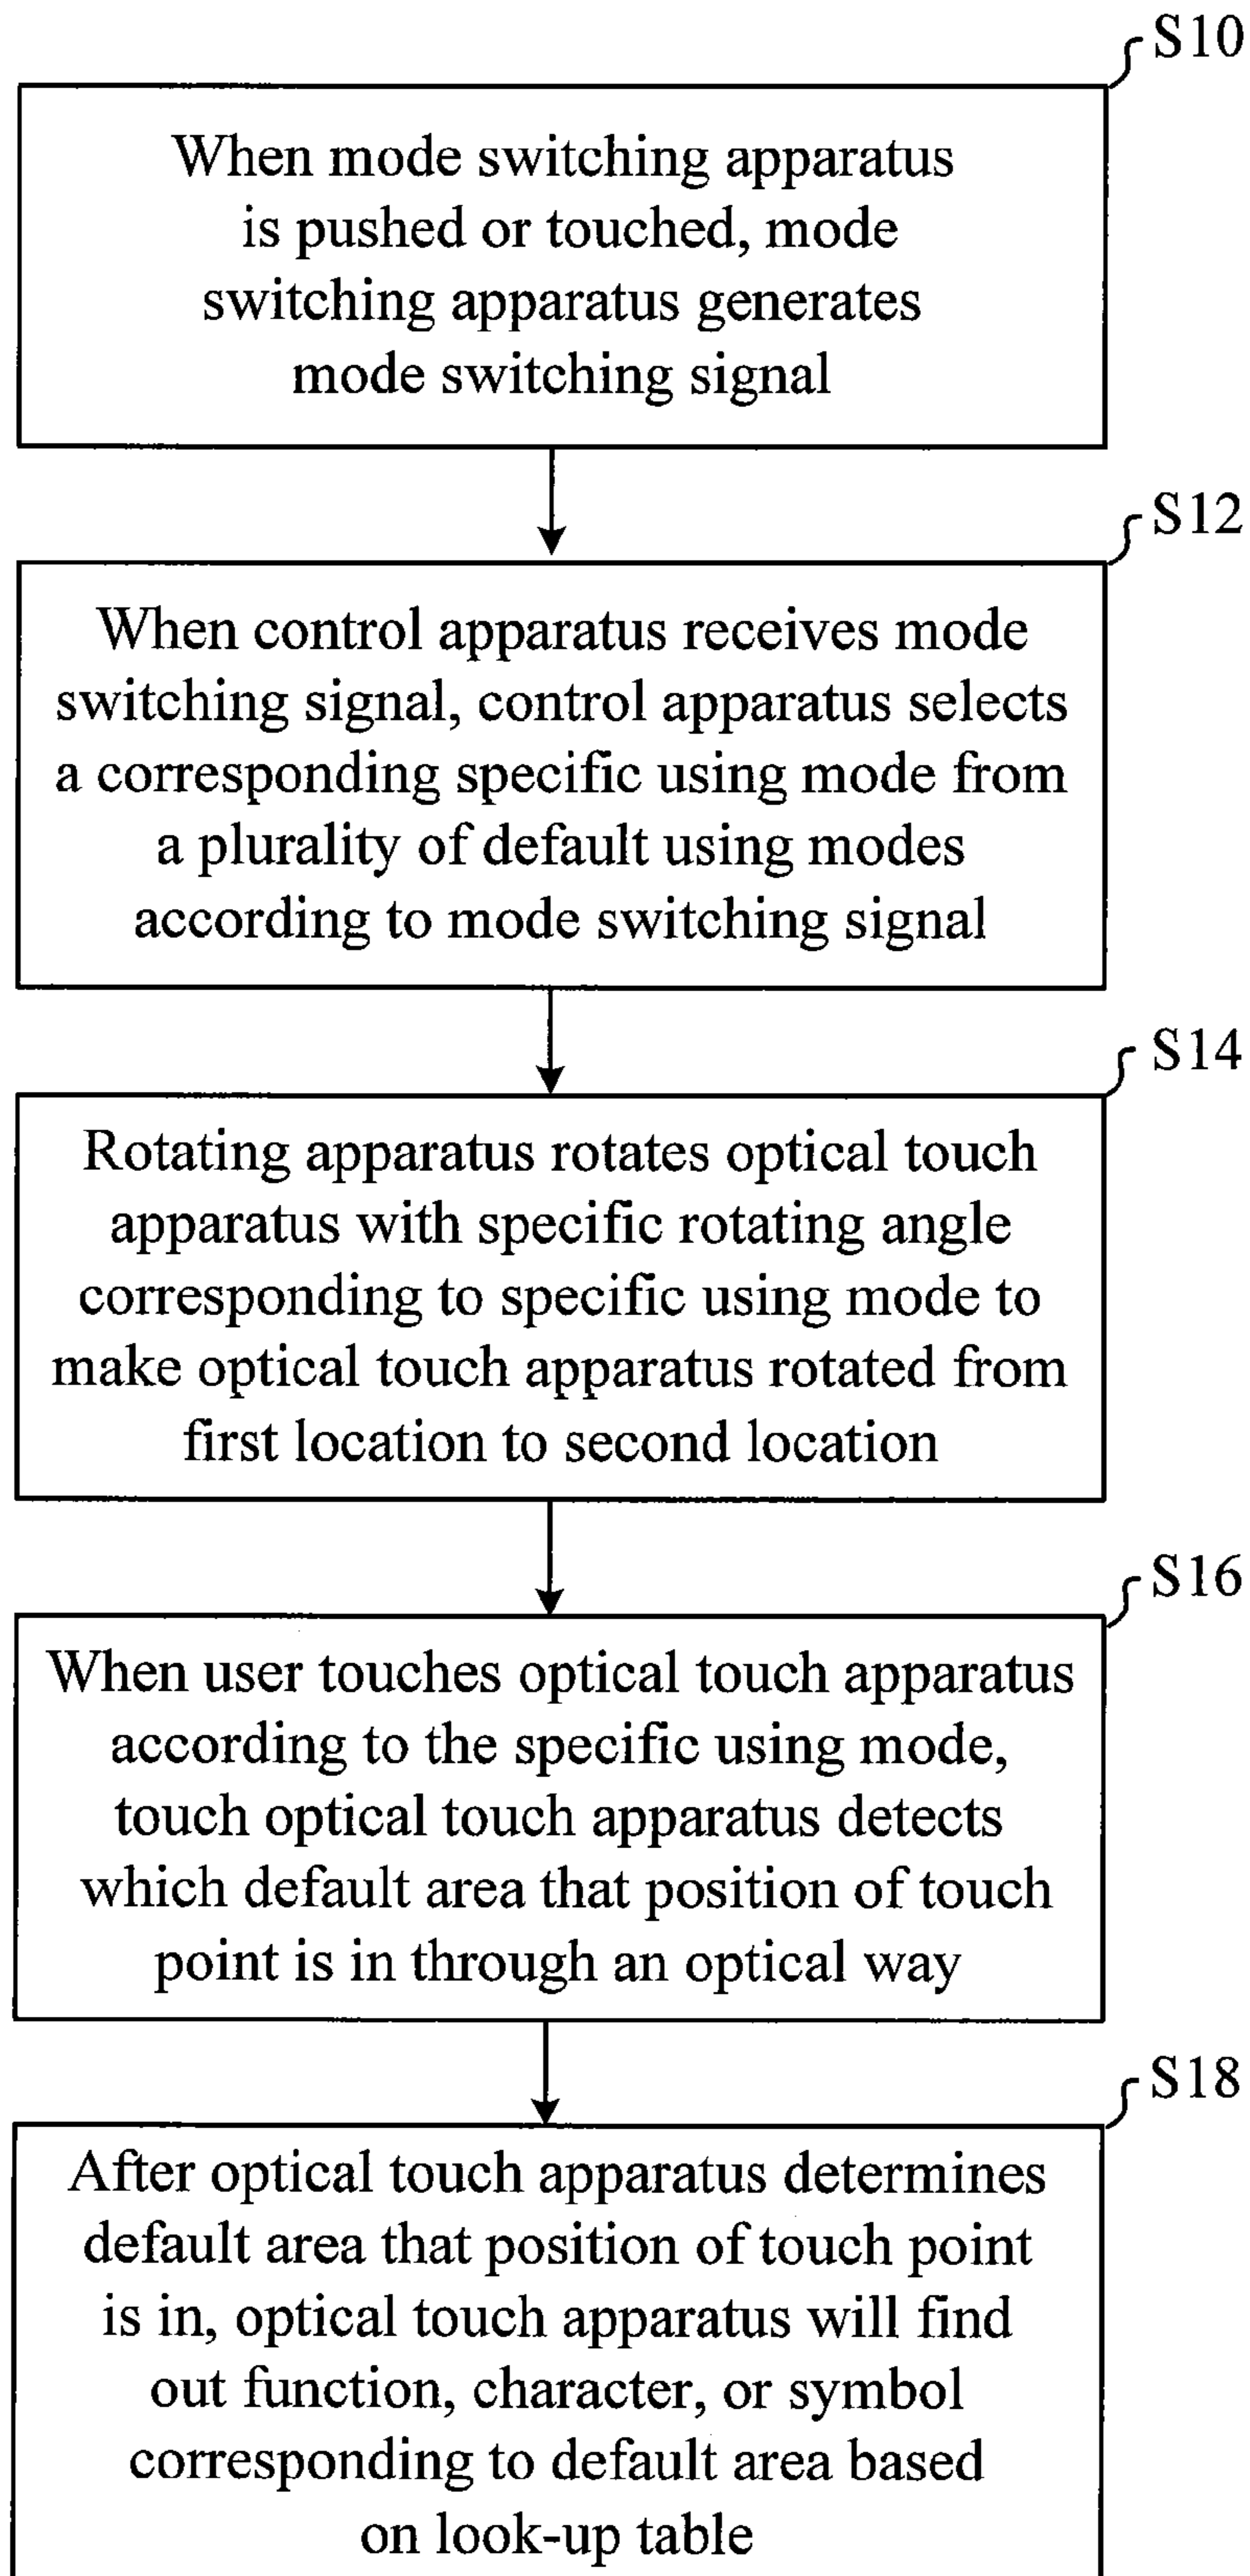 S10
When mode switching apparatus
is pushed or touched, mode
switching apparatus generates
mode switching signal
S12
When control apparatus receives mode
switching signal, control apparatus selects
a corresponding specific using mode from
a plurality of default using modes
according to mode switching signal
S14
Rotating apparatus rotates optical touch
apparatus with specific rotating angle
corresponding to specific using mode to
make optical touch apparatus rotated from
first location to second location
S16
When user touches optical touch apparatus
according to the specific using mode,
touch optical touch apparatus detects
which default area that position of touch
point is in through an optical way
S18
After optical touch apparatus determines
default area that position of touch point
is in, optical touch apparatus will find
out function, character, or symbol
corresponding to default area based
on look-up table